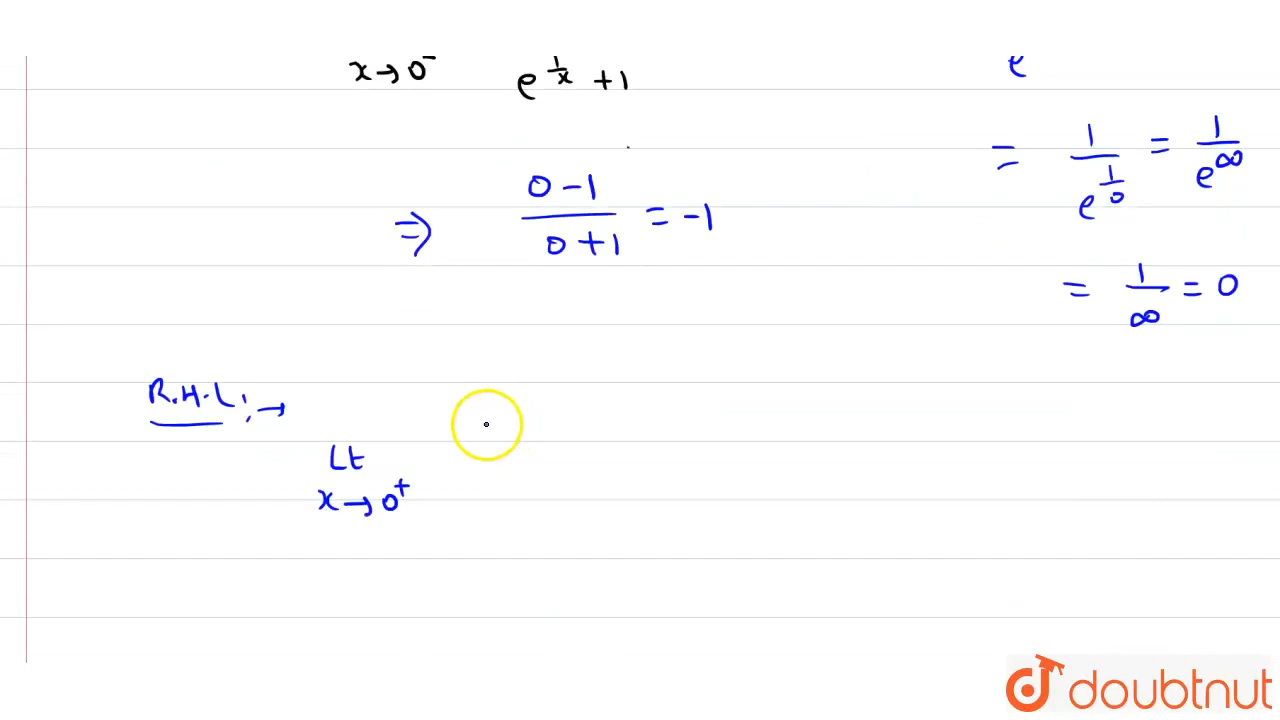 x→0⁻ e^(1/x) + 1
⇒ (0 - 1)/(0 + 1) = -1
e
= 1/e^(1/0) = 1/e^∞
= 1/∞ = 0
R.H.L :→
Lt
x→0⁺
doubtnut